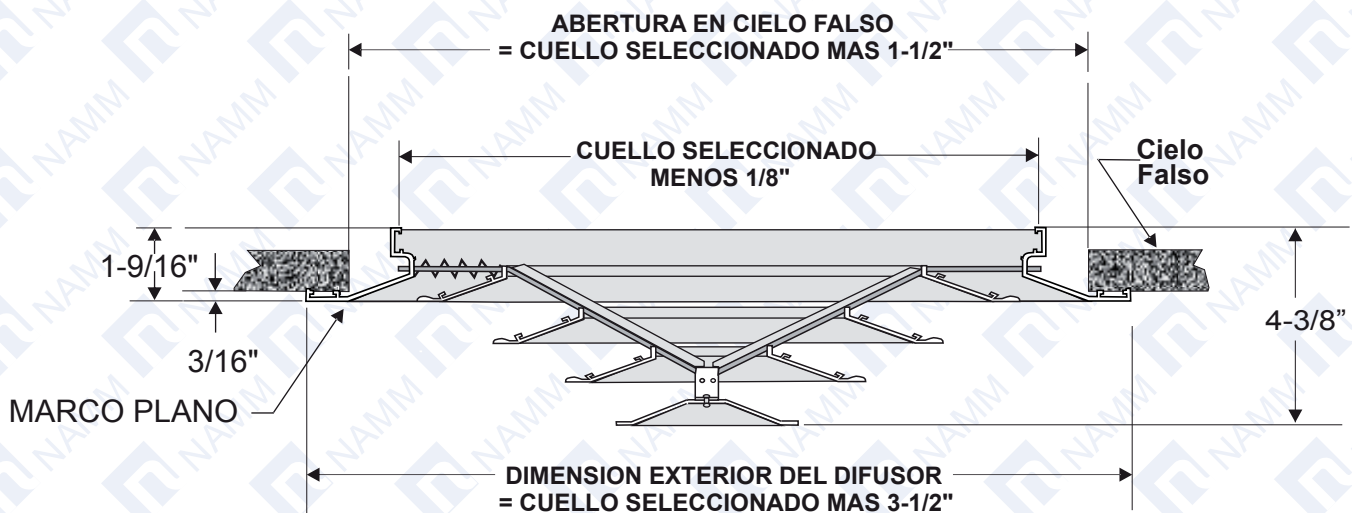 ABERTURA EN CIELO FALSO
= CUELLO SELECCIONADO MAS 1-1/2"
CUELLO SELECCIONADO
MENOS 1/8"
Cielo
Falso
1-9/16"
3/16"
4-3/8”
MARCO PLANO
DIMENSION EXTERIOR DEL DIFUSOR
= CUELLO SELECCIONADO MAS 3-1/2"
NAMM